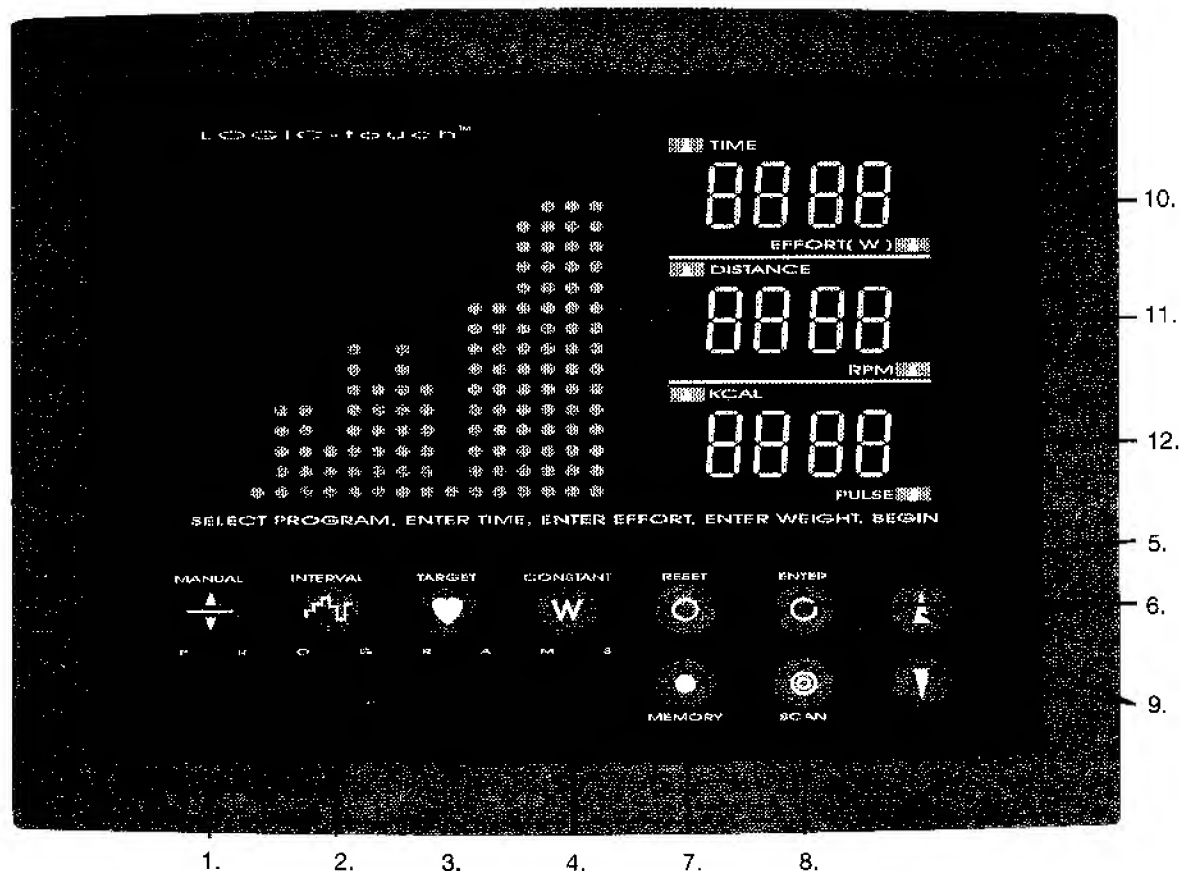 LOGIC-touch™
TIME
8888
10.
EFFORT( W )
DISTANCE
8888
11.
RPM
KCAL
8888
12.
PULSE
SELECT PROGRAM, ENTER TIME, ENTER EFFORT, ENTER WEIGHT, BEGIN
5.
MANUAL INTERVAL TARGET CONSTANT RESET ENTER
W
6.
P R O G R A M S
9.
MEMORY SCAN
1. 2. 3. 4. 7. 8.